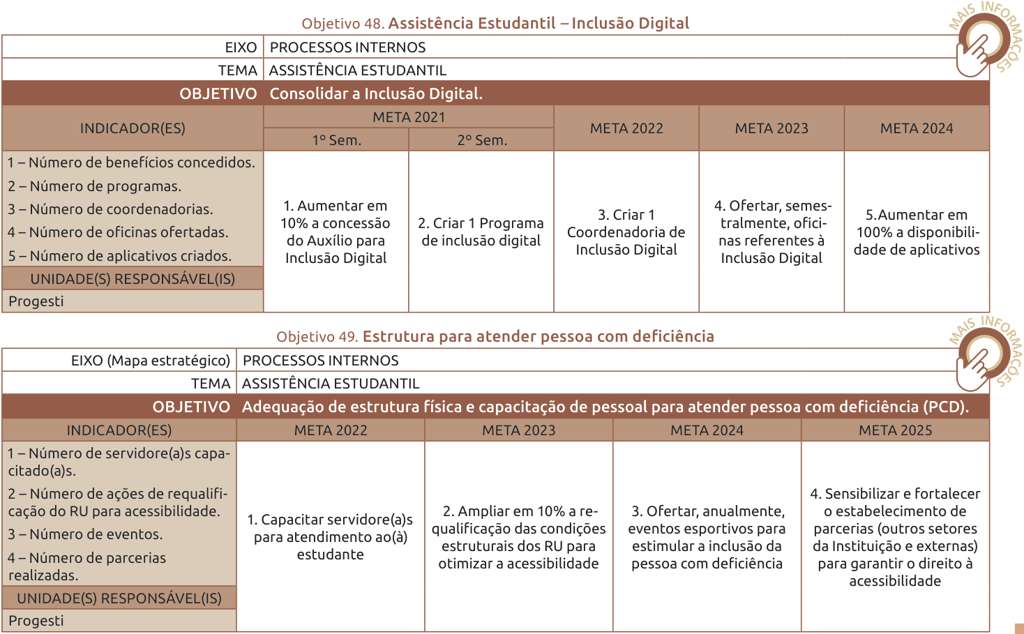 Objetivo 48. Assistência Estudantil – Inclusão Digital
MAIS INFORMAÇÕES
EIXO PROCESSOS INTERNOS
TEMA ASSISTÊNCIA ESTUDANTIL
OBJETIVO Consolidar a Inclusão Digital.
INDICADOR(ES)
META 2021
1º Sem. 2º Sem.
META 2022
META 2023
META 2024
1 – Número de benefícios concedidos.
2 – Número de programas.
3 – Número de coordenadorias.
4 – Número de oficinas ofertadas.
5 – Número de aplicativos criados.
UNIDADE(S) RESPONSÁVEL(IS)
Progesti
1. Aumentar em
10% a concessão
do Auxílio para
Inclusão Digital
2. Criar 1 Programa
de inclusão digital
3. Criar 1
Coordenadoria de
Inclusão Digital
4. Ofertar, semes-
tralmente, ofici-
nas referentes à
Inclusão Digital
5.Aumentar em
100% a disponibili-
dade de aplicativos
Objetivo 49. Estrutura para atender pessoa com deficiência
MAIS INFORMAÇÕES
EIXO (Mapa estratégico) PROCESSOS INTERNOS
TEMA ASSISTÊNCIA ESTUDANTIL
OBJETIVO Adequação de estrutura física e capacitação de pessoal para atender pessoa com deficiência (PCD).
INDICADOR(ES) META 2022 META 2023 META 2024 META 2025
1 – Número de servidore(a)s capa-
citado(a)s.
2 – Número de ações de requalifi-
cação do RU para acessibilidade.
3 – Número de eventos.
4 – Número de parcerias
realizadas.
UNIDADE(S) RESPONSÁVEL(IS)
Progesti
1. Capacitar servidore(a)s
para atendimento ao(à)
estudante
2. Ampliar em 10% a re-
qualificação das condições
estruturais dos RU para
otimizar a acessibilidade
3. Ofertar, anualmente,
eventos esportivos para
estimular a inclusão da
pessoa com deficiência
4. Sensibilizar e fortalecer
o estabelecimento de
parcerias (outros setores
da Instituição e externas)
para garantir o direito à
acessibilidade